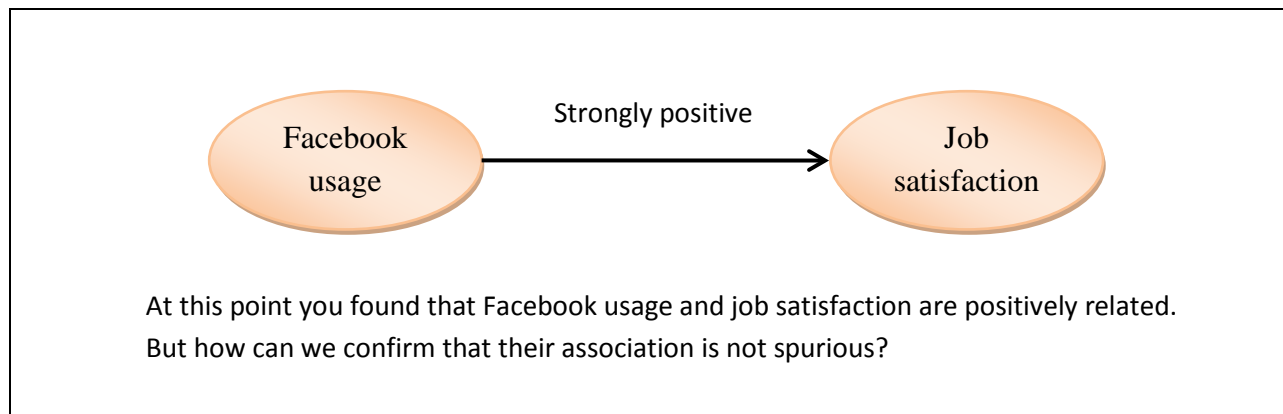 Strongly positive
Facebook
usage
Job
satisfaction
At this point you found that Facebook usage and job satisfaction are positively related.
But how can we confirm that their association is not spurious?